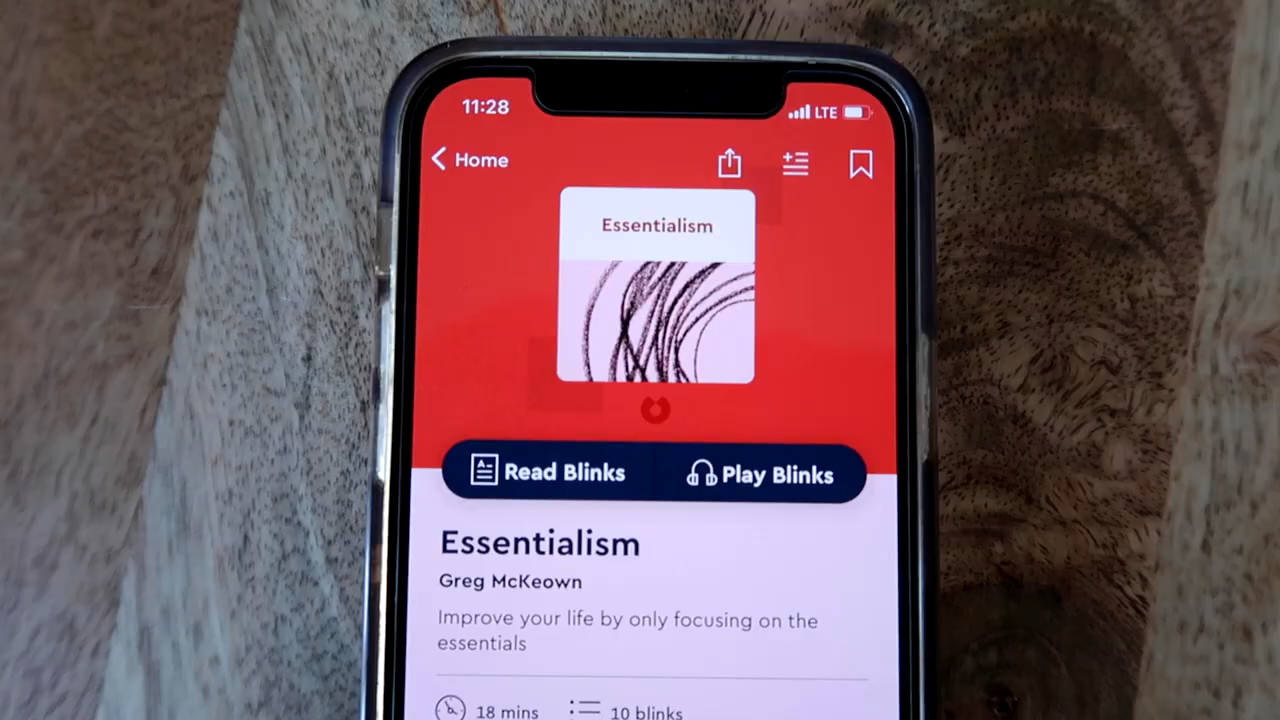 11:28
LTE
Home
Essentialism
Read Blinks
Play Blinks
Essentialism
Greg McKeown
Improve your life by only focusing on the
essentials
18 mins
10 blinks